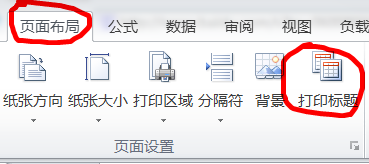 页面布局 公式 数据 审阅 视图 负载
纸张方向 纸张大小 打印区域 分隔符 背景 打印标题
页面设置